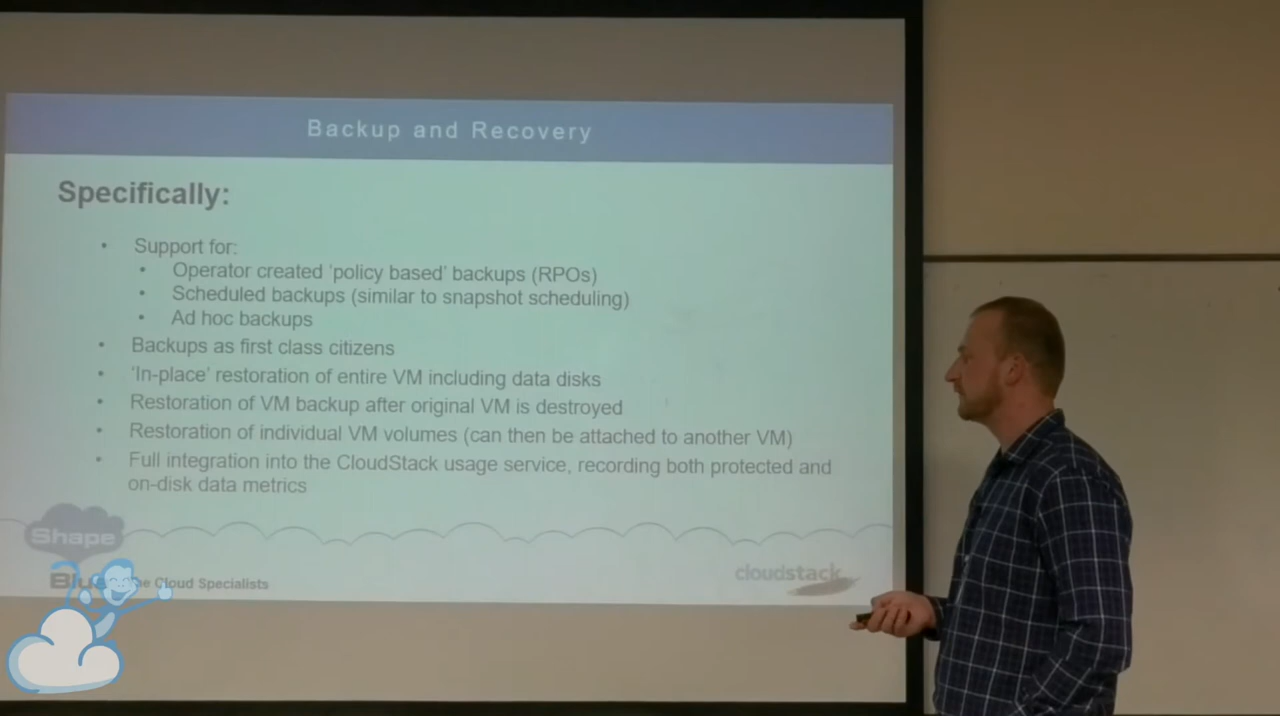 Backup and Recovery
Specifically:
• Support for:
• Operator created 'policy based' backups (RPOs)
• Scheduled backups (similar to snapshot scheduling)
• Ad hoc backups
• Backups as first class citizens
• 'In-place' restoration of entire VM including data disks
• Restoration of VM backup after original VM is destroyed
• Restoration of individual VM volumes (can then be attached to another VM)
• Full integration into the CloudStack usage service, recording both protected and
on-disk data metrics
Shape
Cloud Specialists
cloudstack